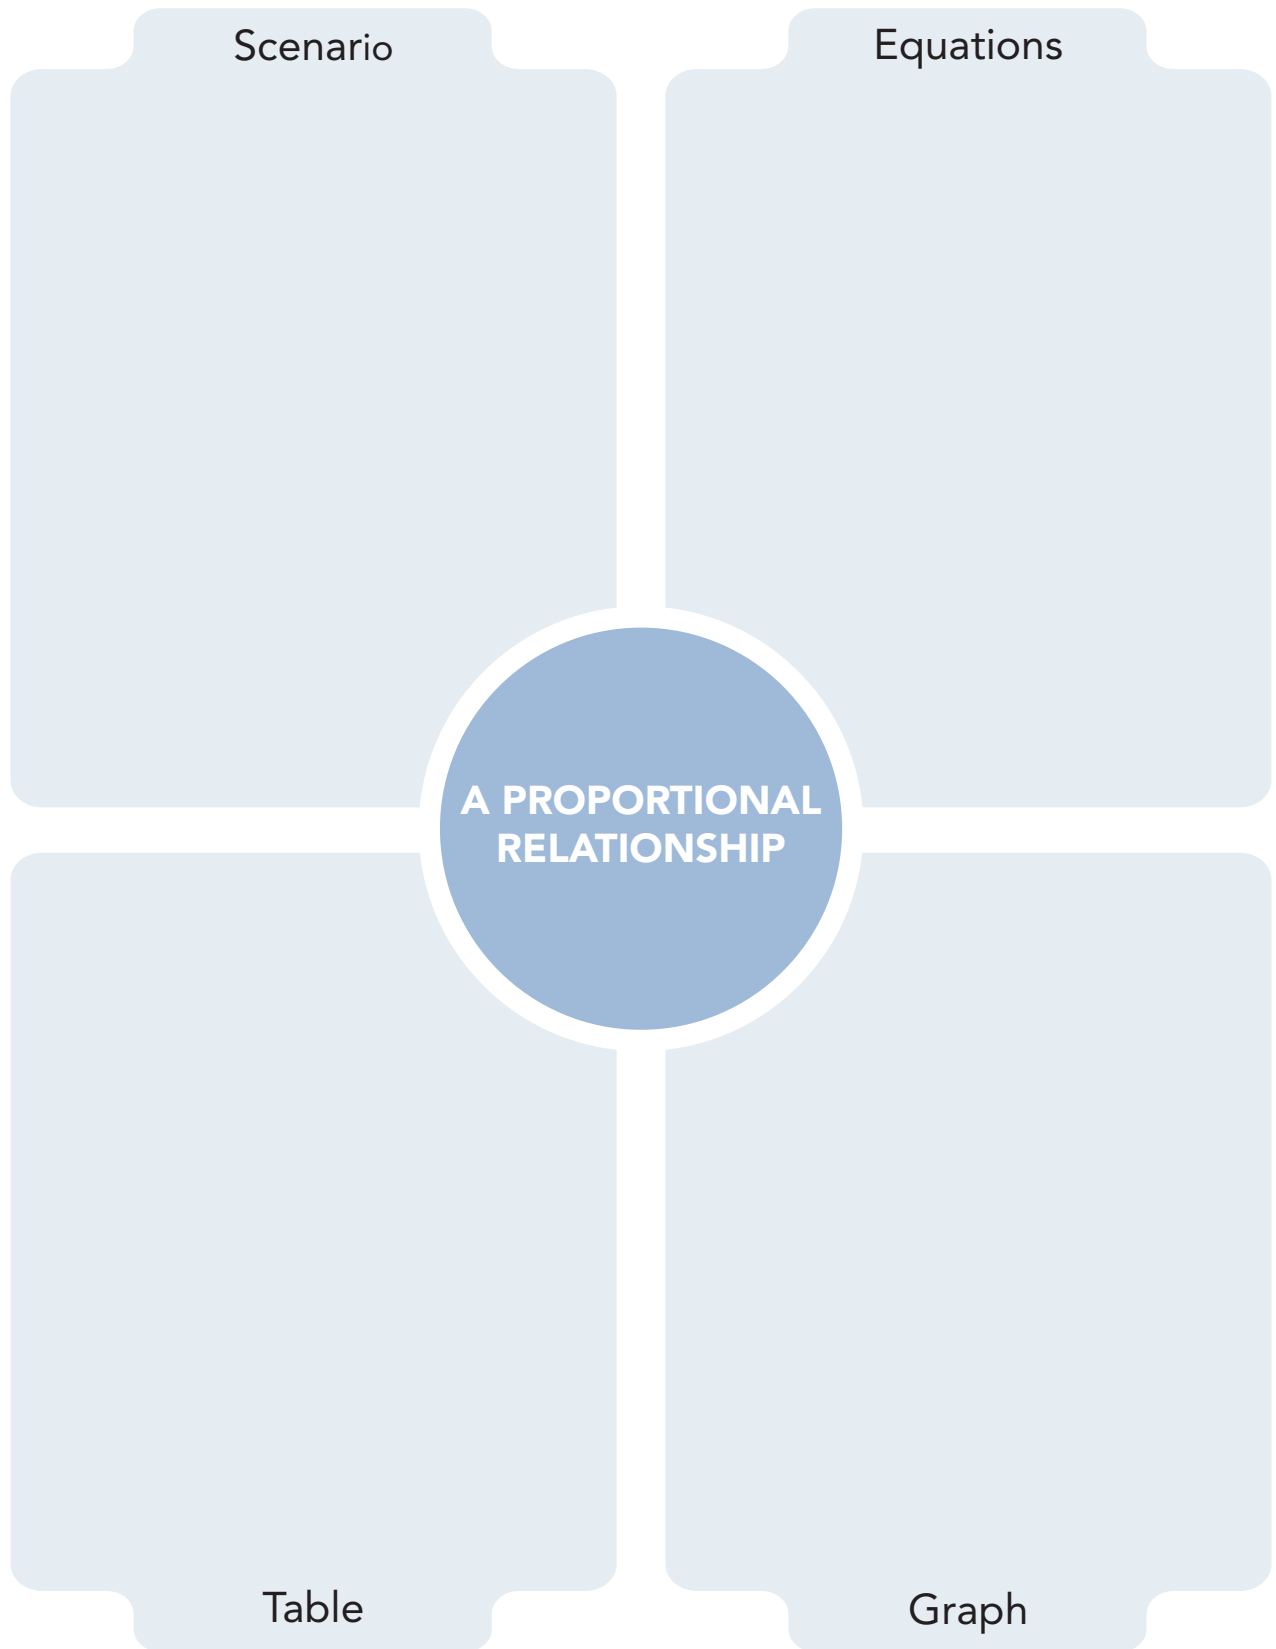 Scenario
Equations
A PROPORTIONAL
RELATIONSHIP
Table
Graph